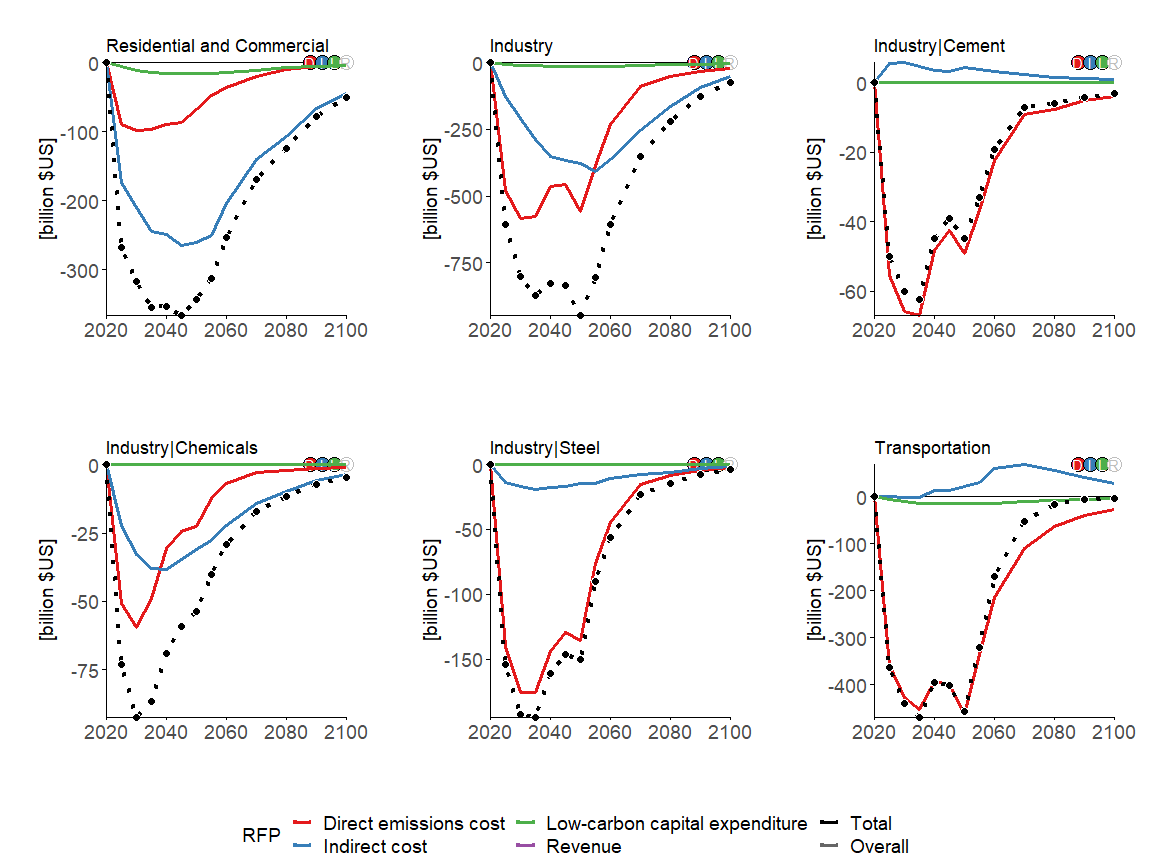 Residential and Commercial
Industry
Industry|Cement
[billion $US]
0
-100
-200
-300
2020
2040
2060
2080
2100
D I L R
[billion $US]
0
-250
-500
-750
2020
2040
2060
2080
2100
D I L R
[billion $US]
0
-20
-40
-60
2020
2040
2060
2080
2100
D I L R
Industry|Chemicals
Industry|Steel
Transportation
[billion $US]
0
-25
-50
-75
2020
2040
2060
2080
2100
D I L R
[billion $US]
0
-50
-100
-150
2020
2040
2060
2080
2100
D I L R
[billion $US]
0
-100
-200
-300
-400
2020
2040
2060
2080
2100
D I L R
RFP
Direct emissions cost
Low-carbon capital expenditure
Total
Indirect cost
Revenue
Overall